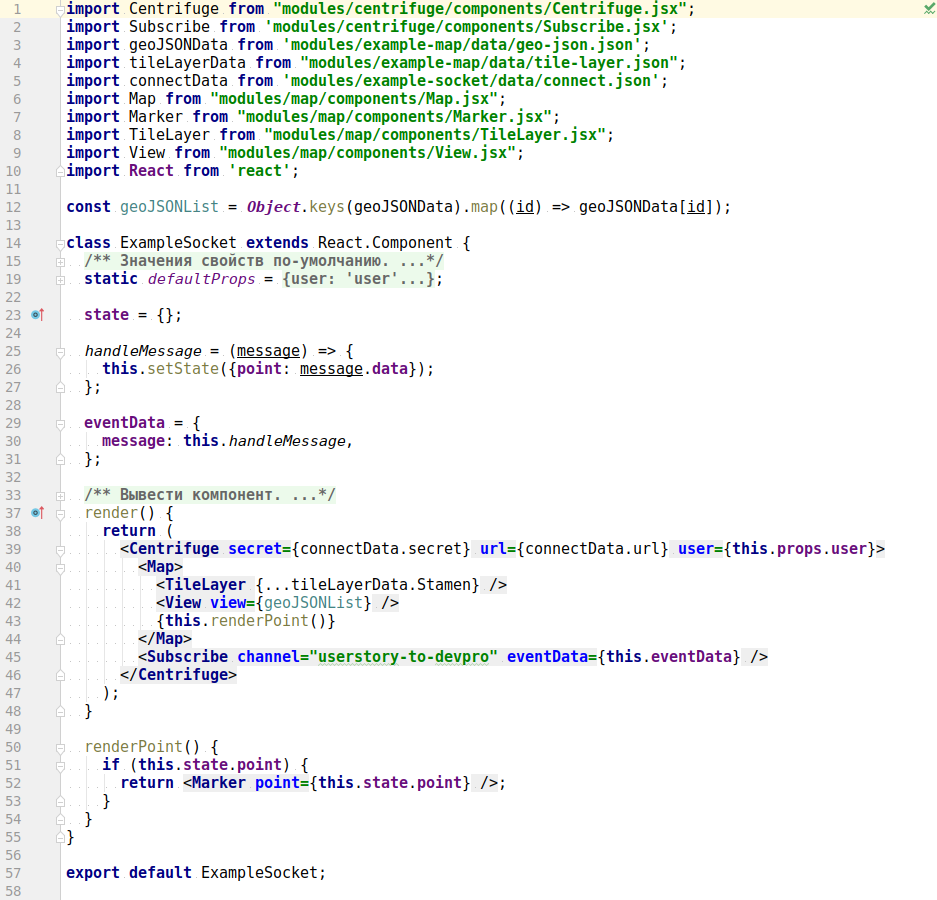 1 import Centrifuge from "modules/centrifuge/components/Centrifuge.jsx";
2 import Subscribe from 'modules/centrifuge/components/Subscribe.jsx';
3 import geoJSONData from 'modules/example-map/data/geo-json.json';
4 import tileLayerData from "modules/example-map/data/tile-layer.json";
5 import connectData from 'modules/example-socket/data/connect.json';
6 import Map from "modules/map/components/Map.jsx";
7 import Marker from "modules/map/components/Marker.jsx";
8 import TileLayer from "modules/map/components/TileLayer.jsx";
9 import View from "modules/map/components/View.jsx";
10 import React from 'react';
11
12 const geoJSONList = Object.keys(geoJSONData).map((id) => geoJSONData[id]);
13
14 class ExampleSocket extends React.Component {
15   /** Значения свойств по-умолчанию. ...*/
19   static defaultProps = {user: 'user'...};
22
23   state = {};
24
25   handleMessage = (message) => {
26     this.setState({point: message.data});
27   };
28
29   eventData = {
30     message: this.handleMessage,
31   };
32
33   /** Вывести компонент. ...*/
37   render() {
38     return (
39       <Centrifuge secret={connectData.secret} url={connectData.url} user={this.props.user}>
40         <Map>
41           <TileLayer {...tileLayerData.Stamen} />
42           <View view={geoJSONList} />
43           {this.renderPoint()}
44         </Map>
45         <Subscribe channel="userstory-to-devpro" eventData={this.eventData} />
46       </Centrifuge>
47     );
48   }
49
50   renderPoint() {
51     if (this.state.point) {
52       return <Marker point={this.state.point} />;
53     }
54   }
55 }
56
57 export default ExampleSocket;
58